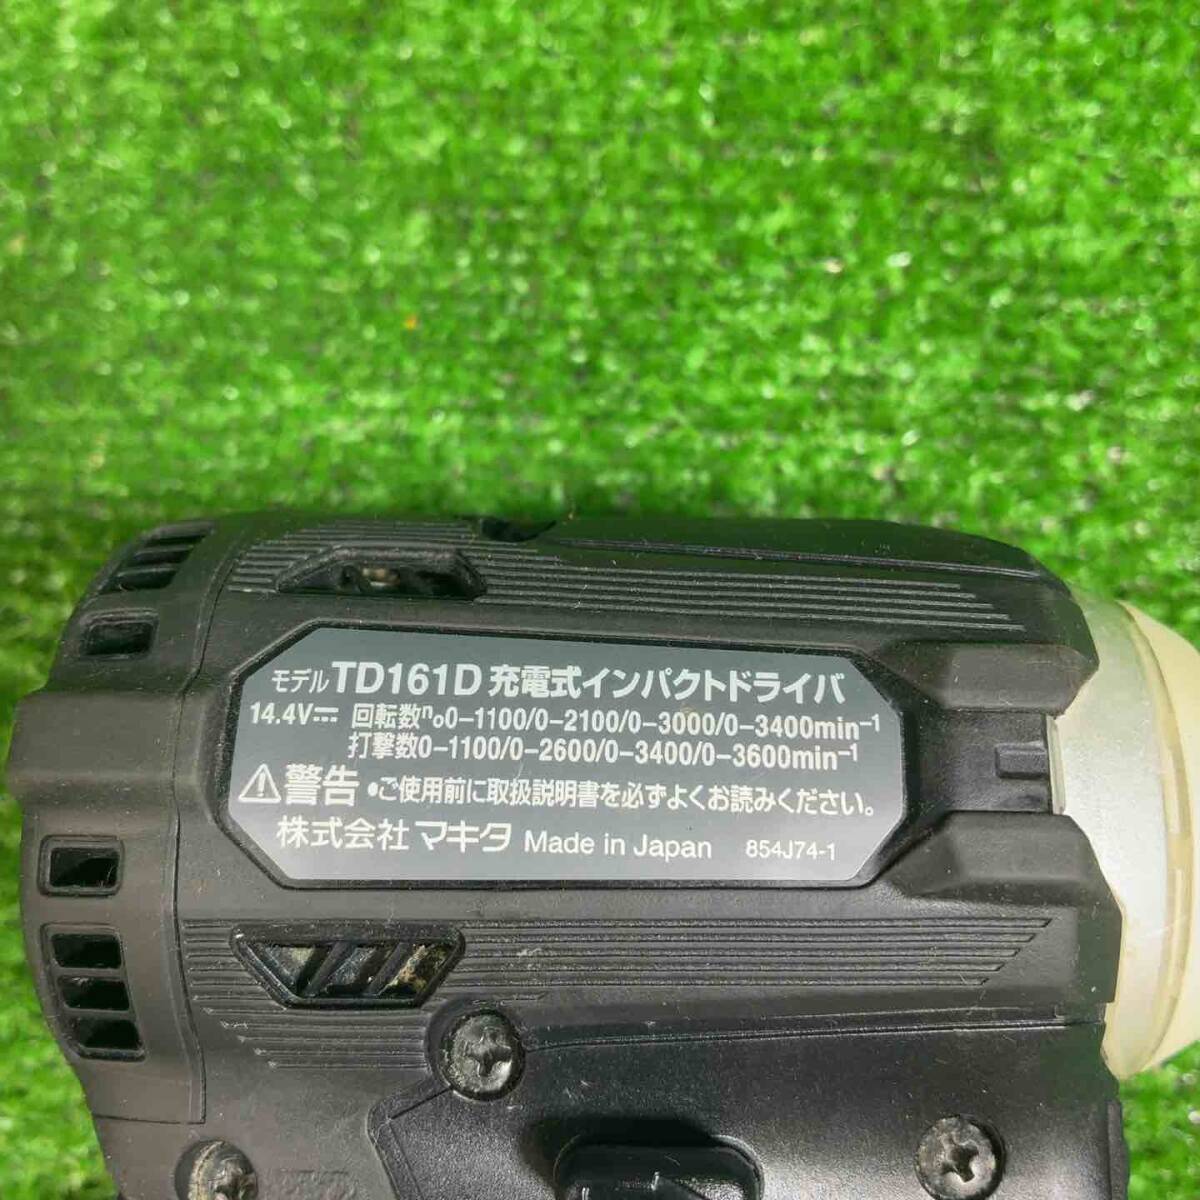 モデル TD161D 充電式インパクトドライバ
14.4V⎓ 回転数n₀0-1100/0-2100/0-3000/0-3400min⁻¹
打撃数0-1100/0-2600/0-3400/0-3600min⁻¹
⚠警告 •ご使用前に取扱説明書を必ずよくお読みください。
株式会社 マキタ Made in Japan 854J74-1